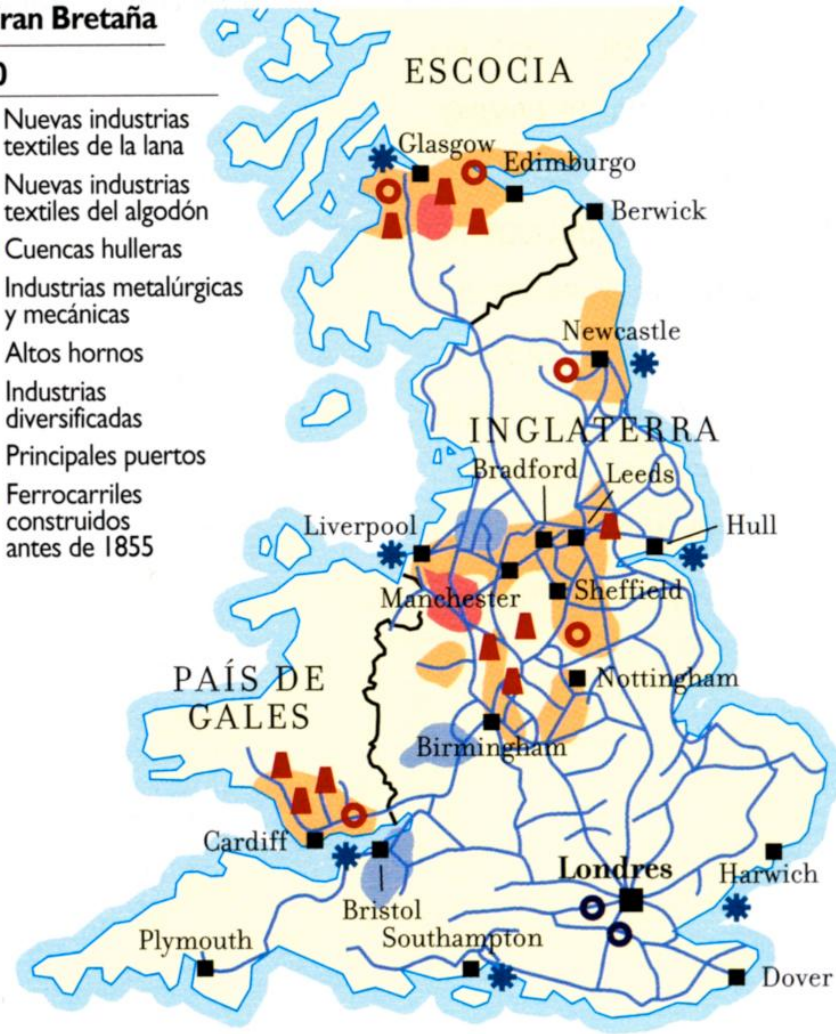 ran Bretaña
0
Nuevas industrias
textiles de la lana
Nuevas industrias
textiles del algodón
Cuencas hulleras
Industrias metalúrgicas
y mecánicas
Altos hornos
Industrias
diversificadas
Principales puertos
Ferrocarriles
construidos
antes de 1855
ESCOCIA
Glasgow
Edimburgo
Berwick
Newcastle
INGLATERRA
Bradford
Leeds
Liverpool
Hull
Manchester
Sheffield
PAÍS DE
GALES
Nottingham
Birmingham
Cardiff
Londres
Harwich
Bristol
Plymouth
Southampton
Dover